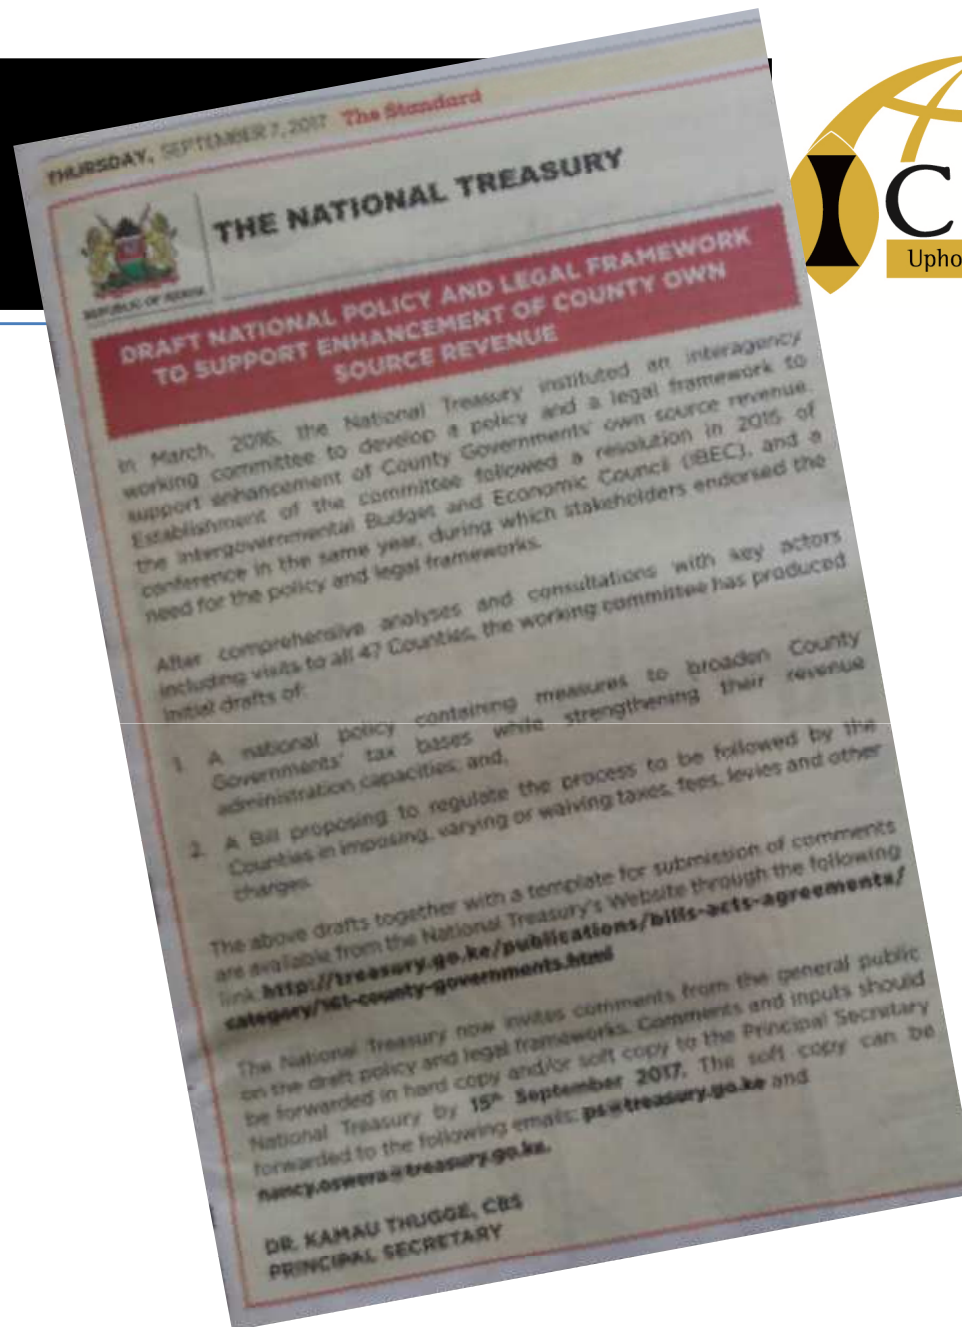 THURSDAY, SEPTEMBER 7, 2017 The Standard
THE NATIONAL TREASURY
REPUBLIC OF KENYA
DRAFT NATIONAL POLICY AND LEGAL FRAMEWORK
TO SUPPORT ENHANCEMENT OF COUNTY OWN
SOURCE REVENUE
In March, 2016, the National Treasury instituted an interagency
working committee to develop a policy and a legal framework to
support enhancement of County Governments' own source revenue.
Establishment of the committee followed a resolution in 2015 of
the Intergovernmental Budget and Economic Council (IBEC), and a
conference in the same year, during which stakeholders endorsed the
need for the policy and legal frameworks.
After comprehensive analyses and consultations with key actors
including visits to all 47 Counties, the working committee has produced
initial drafts of:
1. A national policy containing measures to broaden County
Governments' tax bases while strengthening their revenue
administration capacities; and,
2. A Bill proposing to regulate the process to be followed by the
Counties in imposing, varying or waiving taxes, fees, levies and other
charges.
The above drafts together with a template for submission of comments
are available from the National Treasury's Website through the following
link http://treasury.go.ke/publications/bills-acts-agreements/
category/161-county-governments.html
The National Treasury now invites comments from the general public
on the draft policy and legal frameworks. Comments and inputs should
be forwarded in hard copy and/or soft copy to the Principal Secretary
National Treasury by 15th September 2017. The soft copy can be
forwarded to the following emails: ps@treasury.go.ke and
nancy.oswera@treasury.go.ke.
DR. KAMAU THUGGE, CBS
PRINCIPAL SECRETARY
IC
Upho